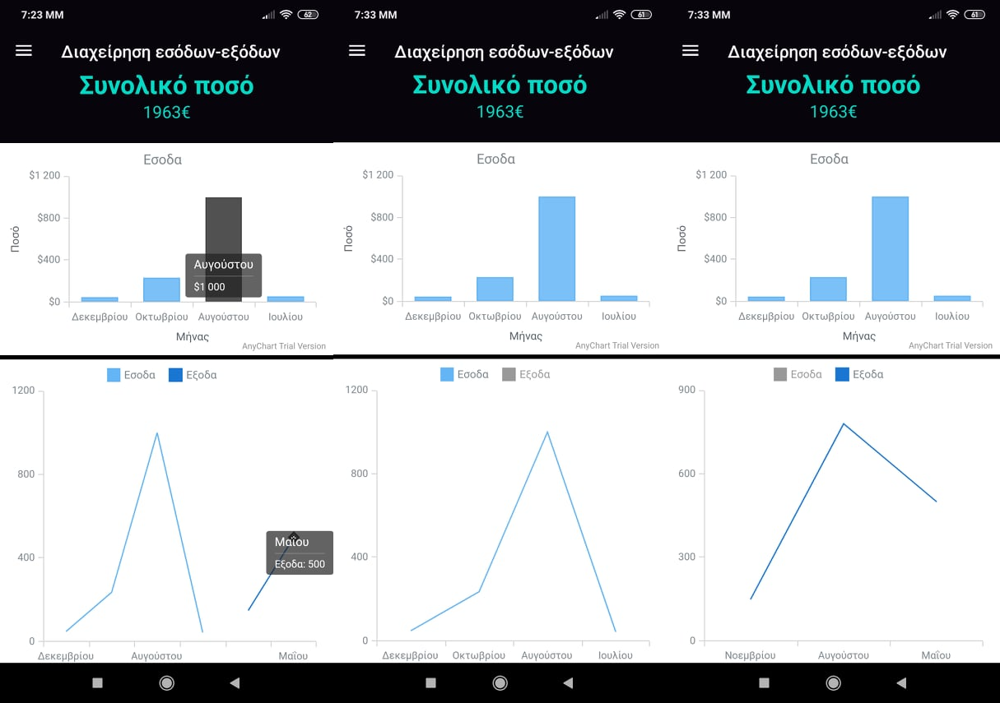 7:23 MM
62
Διαχείρηση εσόδων-εξόδων
Συνολικό ποσό
1963€
Εσοδα
$1 200
$800
$400
$0
Ποσό
Αυγούστου
$1 000
Δεκεμβρίου Οκτωβρίου Αυγούστου Ιουλίου
Μήνας
AnyChart Trial Version
Εσοδα Εξοδα
1200
800
400
0
Μαΐου
Εξοδα: 500
Δεκεμβρίου Αυγούστου Μαΐου
7:33 MM
61
Διαχείρηση εσόδων-εξόδων
Συνολικό ποσό
1963€
Εσοδα
$1 200
$800
$400
$0
Ποσό
Δεκεμβρίου Οκτωβρίου Αυγούστου Ιουλίου
Μήνας
AnyChart Trial Version
Εσοδα Εξοδα
1200
800
400
0
Δεκεμβρίου Οκτωβρίου Αυγούστου Ιουλίου
7:33 MM
61
Διαχείρηση εσόδων-εξόδων
Συνολικό ποσό
1963€
Εσοδα
$1 200
$800
$400
$0
Ποσό
Δεκεμβρίου Οκτωβρίου Αυγούστου Ιουλίου
Μήνας
AnyChart Trial Version
Εσοδα Εξοδα
900
600
300
0
Νοεμβρίου Αυγούστου Μαΐου